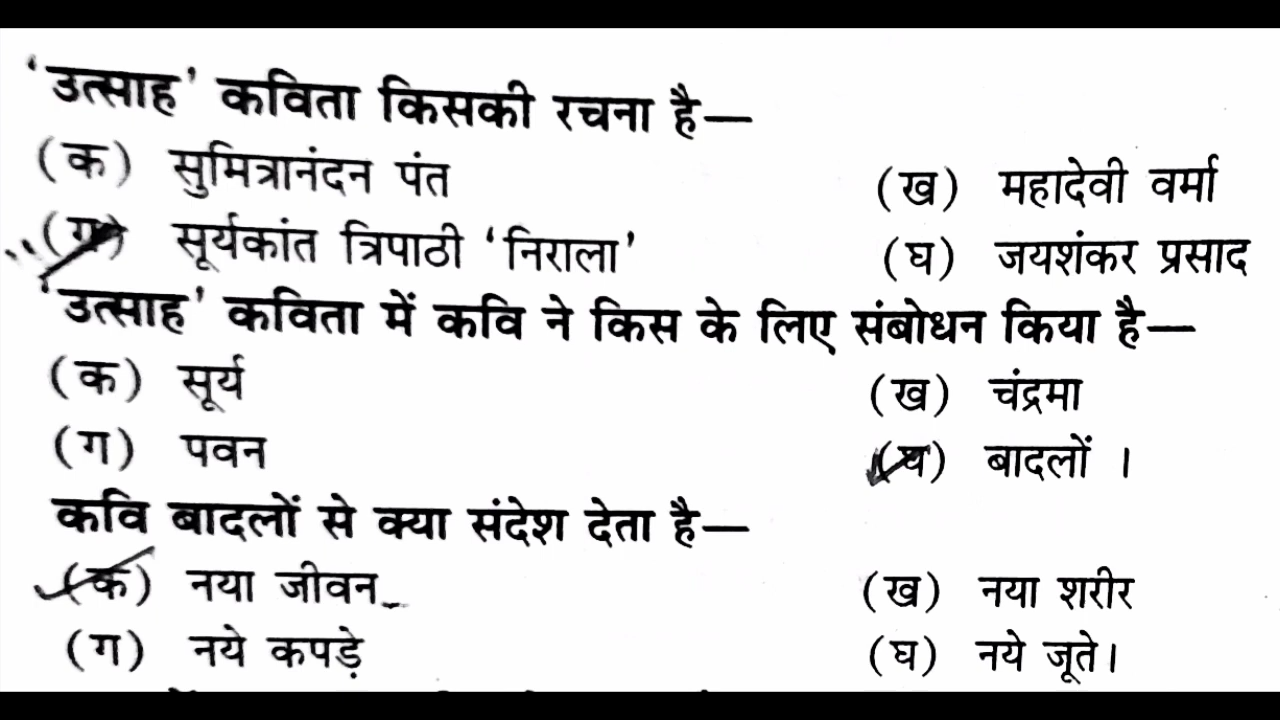 'उत्साह' कविता किसकी रचना है—
(क) सुमित्रानंदन पंत (ख) महादेवी वर्मा
(ग) सूर्यकांत त्रिपाठी 'निराला' (घ) जयशंकर प्रसाद
'उत्साह' कविता में कवि ने किस के लिए संबोधन किया है—
(क) सूर्य (ख) चंद्रमा
(ग) पवन (घ) बादलों ।
कवि बादलों से क्या संदेश देता है—
(क) नया जीवन (ख) नया शरीर
(ग) नये कपड़े (घ) नये जूते।